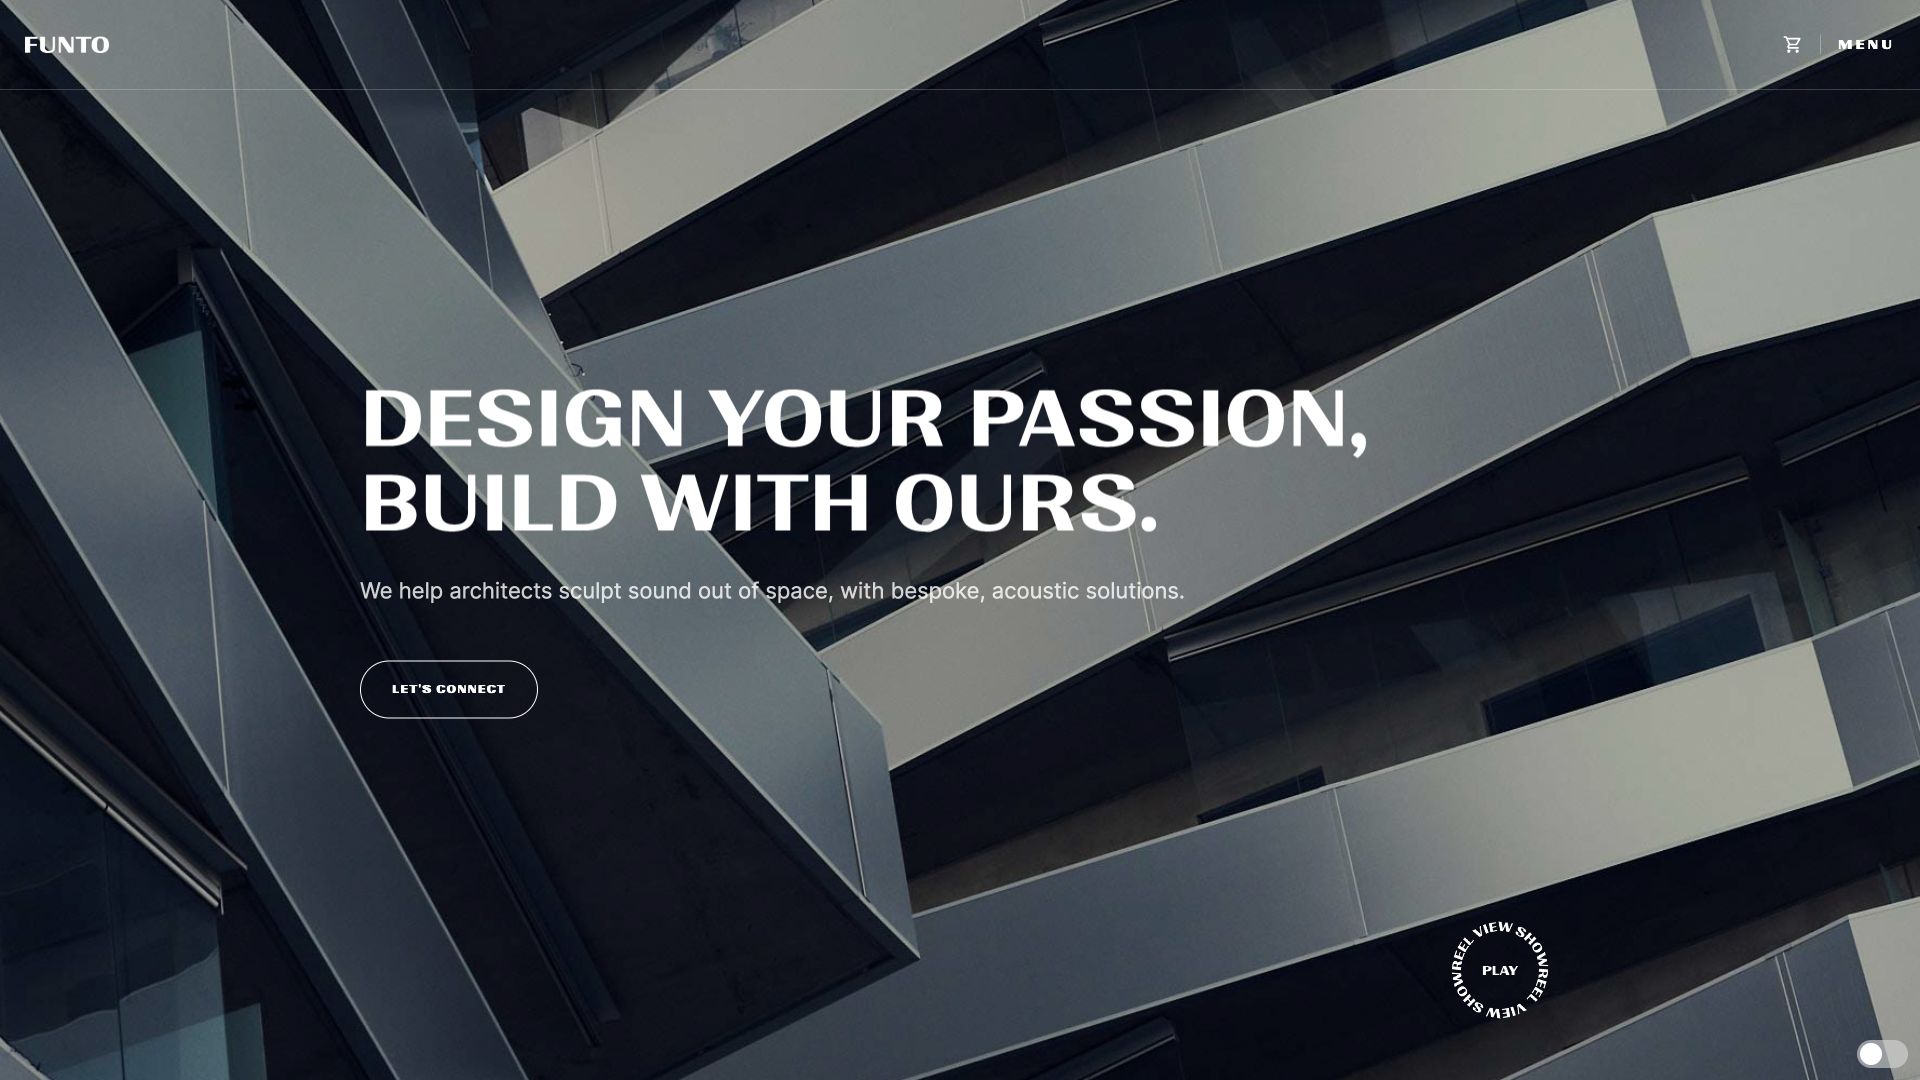 FUNTO
MENU
DESIGN YOUR PASSION,
BUILD WITH OURS.
We help architects sculpt sound out of space, with bespoke, acoustic solutions.
LET'S CONNECT
VIEW SHOWREEL VIEW SHOWREEL
PLAY